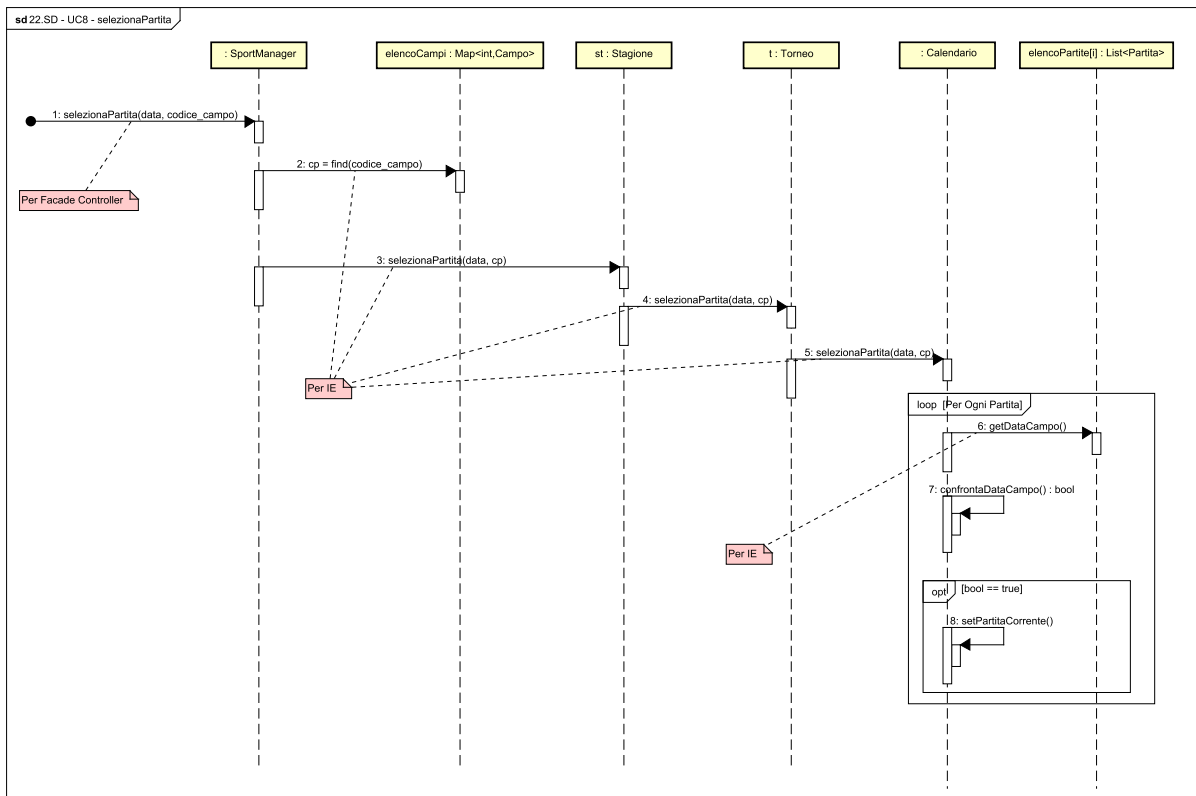 sd 22.SD - UC8 - selezionaPartita
: SportManager
elencoCampi : Map<int,Campo>
st : Stagione
t : Torneo
: Calendario
elencoPartite[i] : List<Partita>
1: selezionaPartita(data, codice_campo)
2: cp = find(codice_campo)
Per Facade Controller
3: selezionaPartita(data, cp)
4: selezionaPartita(data, cp)
5: selezionaPartita(data, cp)
Per IE
loop [Per Ogni Partita]
6: getDataCampo()
7: confrontaDataCampo() : bool
Per IE
opt [bool == true]
8: setPartitaCorrente()